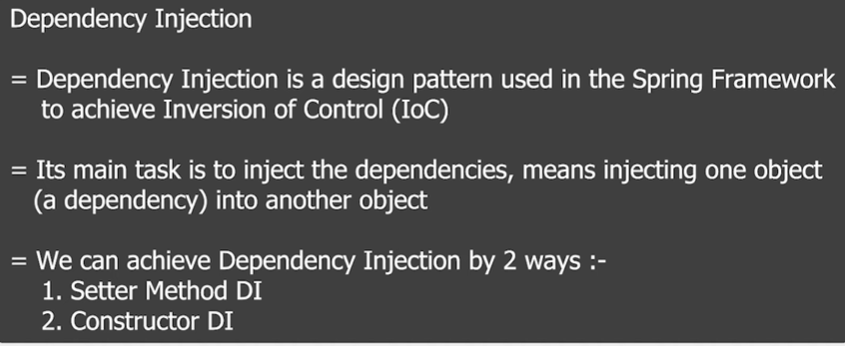 Dependency Injection
= Dependency Injection is a design pattern used in the Spring Framework
to achieve Inversion of Control (IoC)
= Its main task is to inject the dependencies, means injecting one object
(a dependency) into another object
= We can achieve Dependency Injection by 2 ways :-
1. Setter Method DI
2. Constructor DI